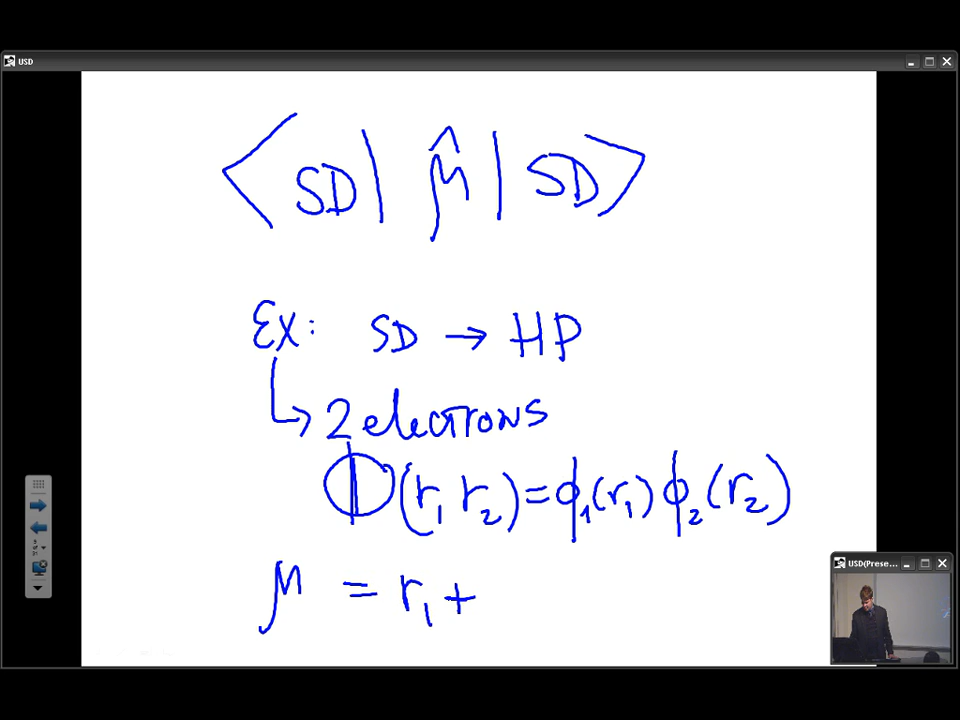 USD
⟨SD| μ̂ |SD⟩
Ex: SD → HP
↳ 2 electrons
Φ(r₁ r₂) = ϕ₁(r₁) ϕ₂(r₂)
μ = r₁ +
USD(Prese...